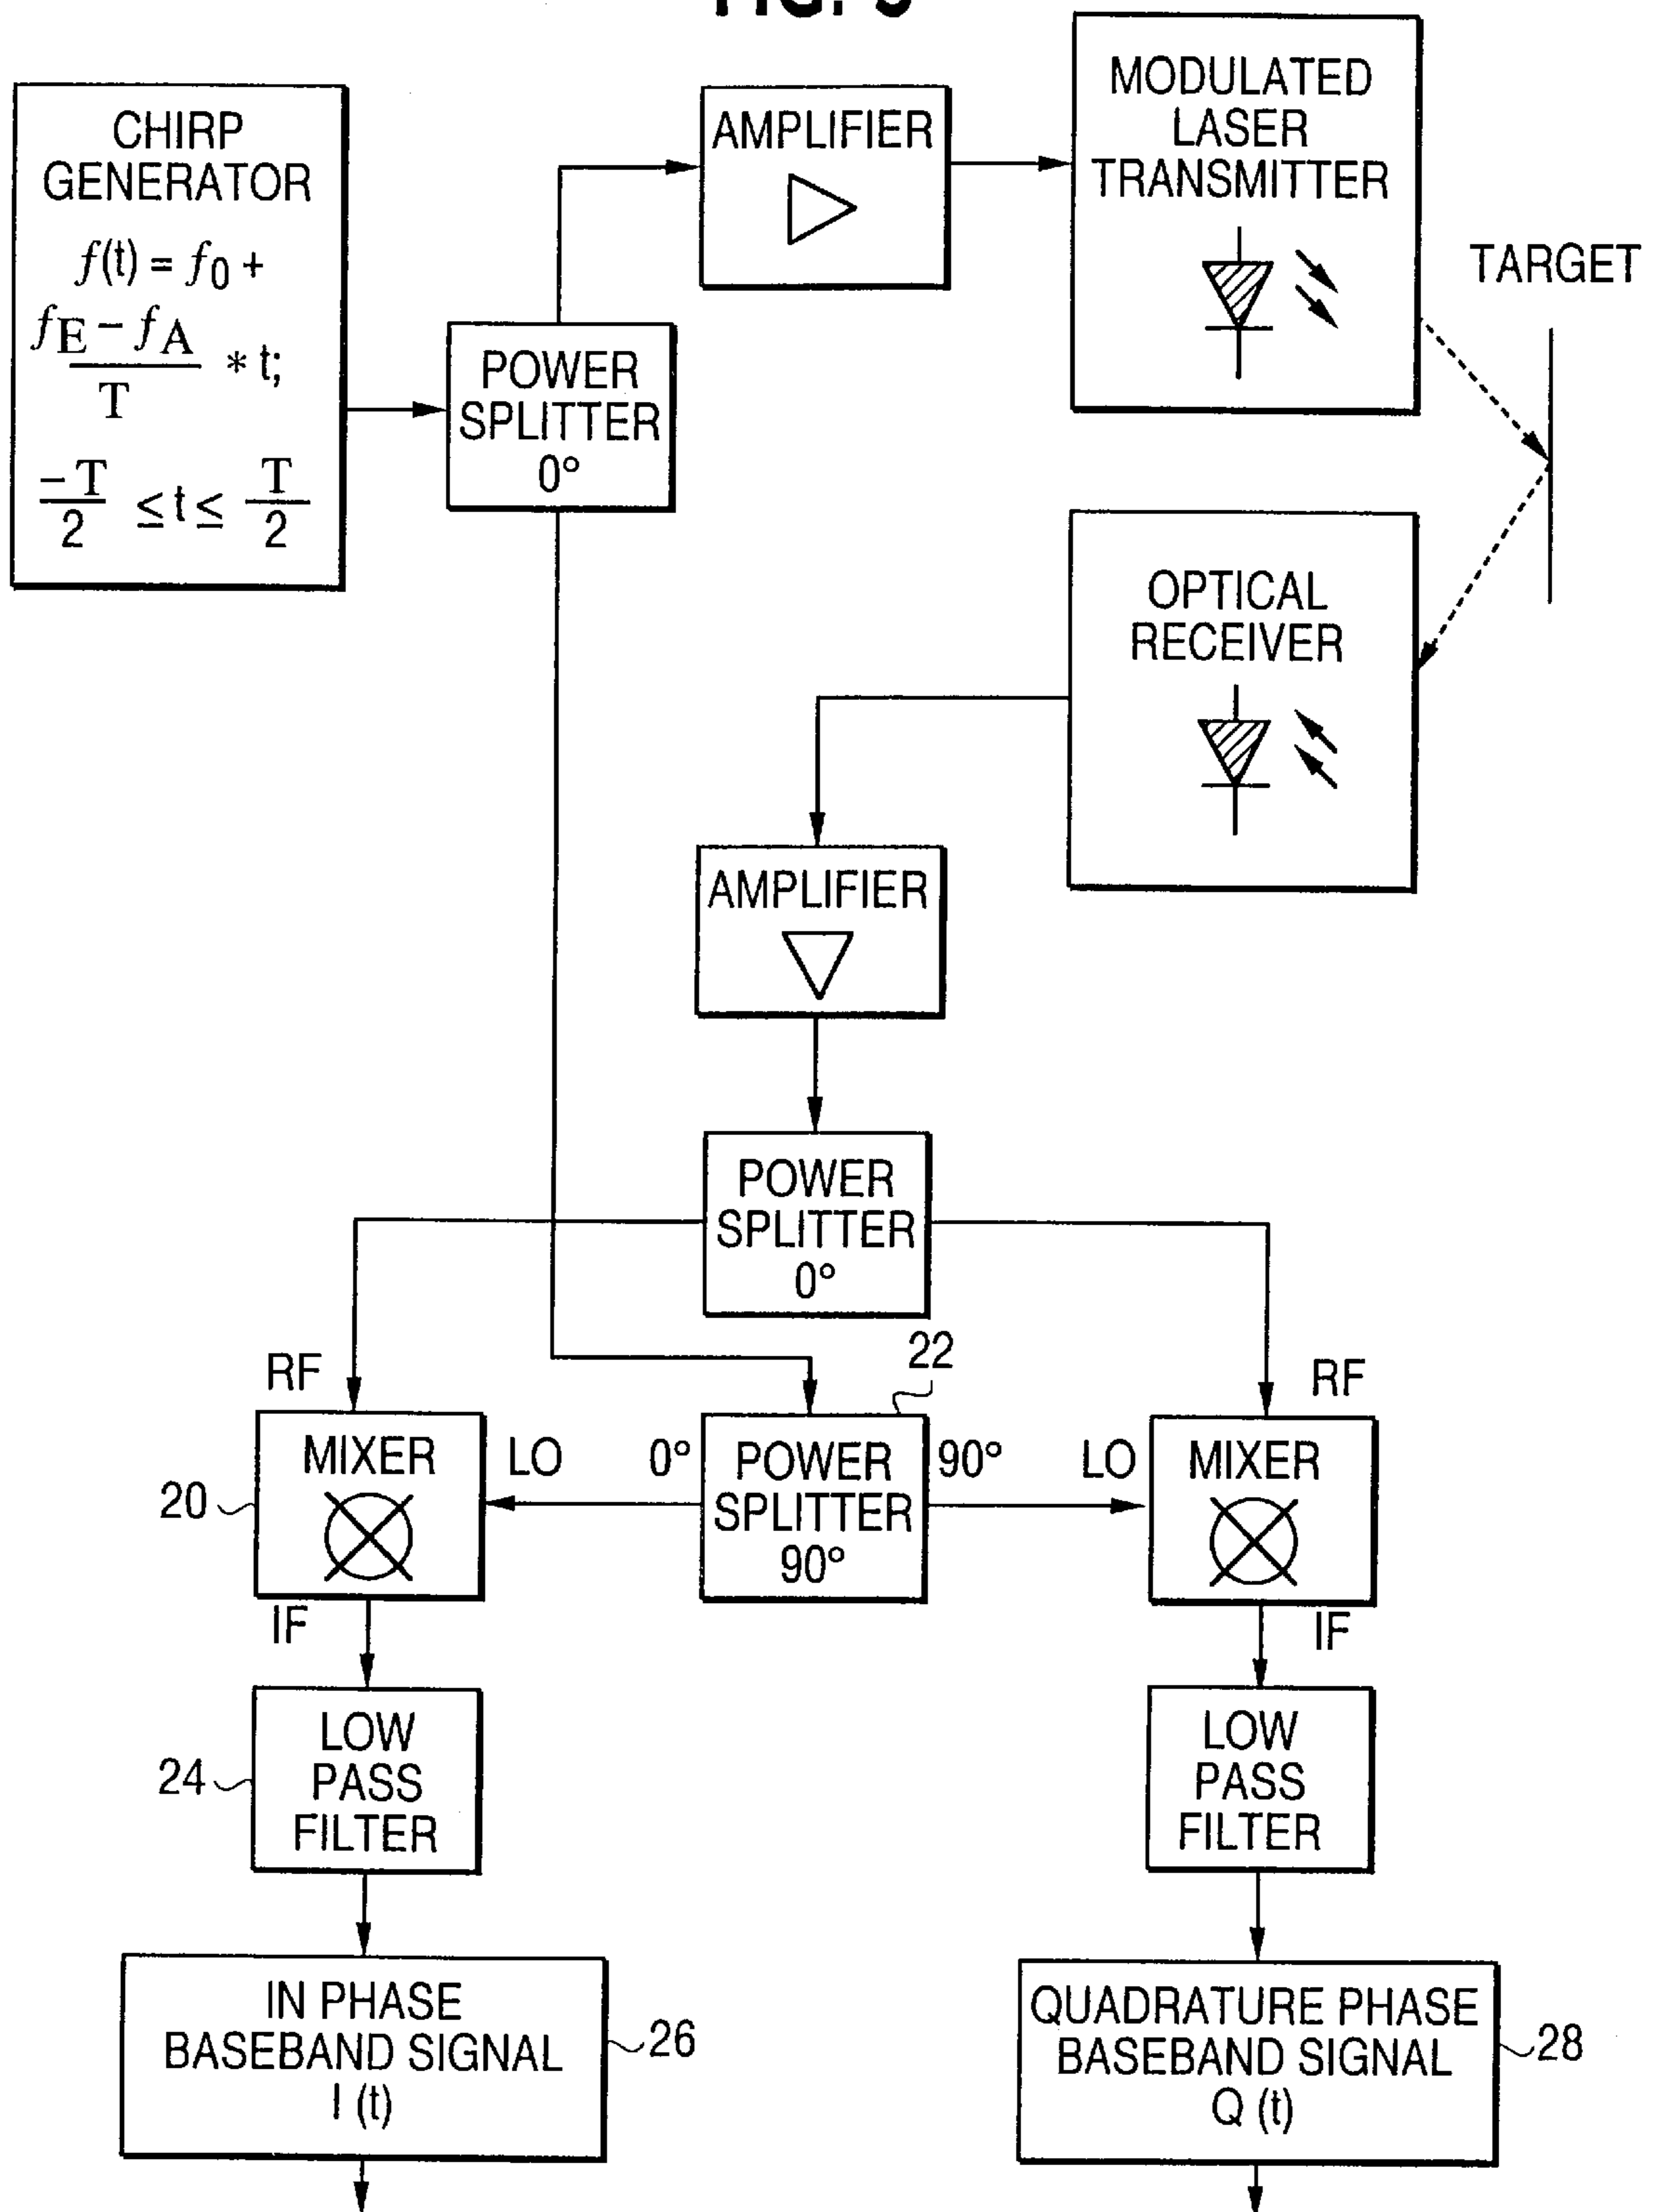 FIG. 3
CHIRP
GENERATOR
f(t) = f0 +
fE − fA
T
* t;
−T
2
≤ t ≤
T
2
POWER
SPLITTER
0°
AMPLIFIER
MODULATED
LASER
TRANSMITTER
TARGET
OPTICAL
RECEIVER
AMPLIFIER
POWER
SPLITTER
0°
22
RF
RF
MIXER
20
LO
0°
POWER
SPLITTER
90°
90°
LO
MIXER
IF
IF
LOW
PASS
FILTER
24
LOW
PASS
FILTER
IN PHASE
BASEBAND SIGNAL
I (t)
26
QUADRATURE PHASE
BASEBAND SIGNAL
Q (t)
28